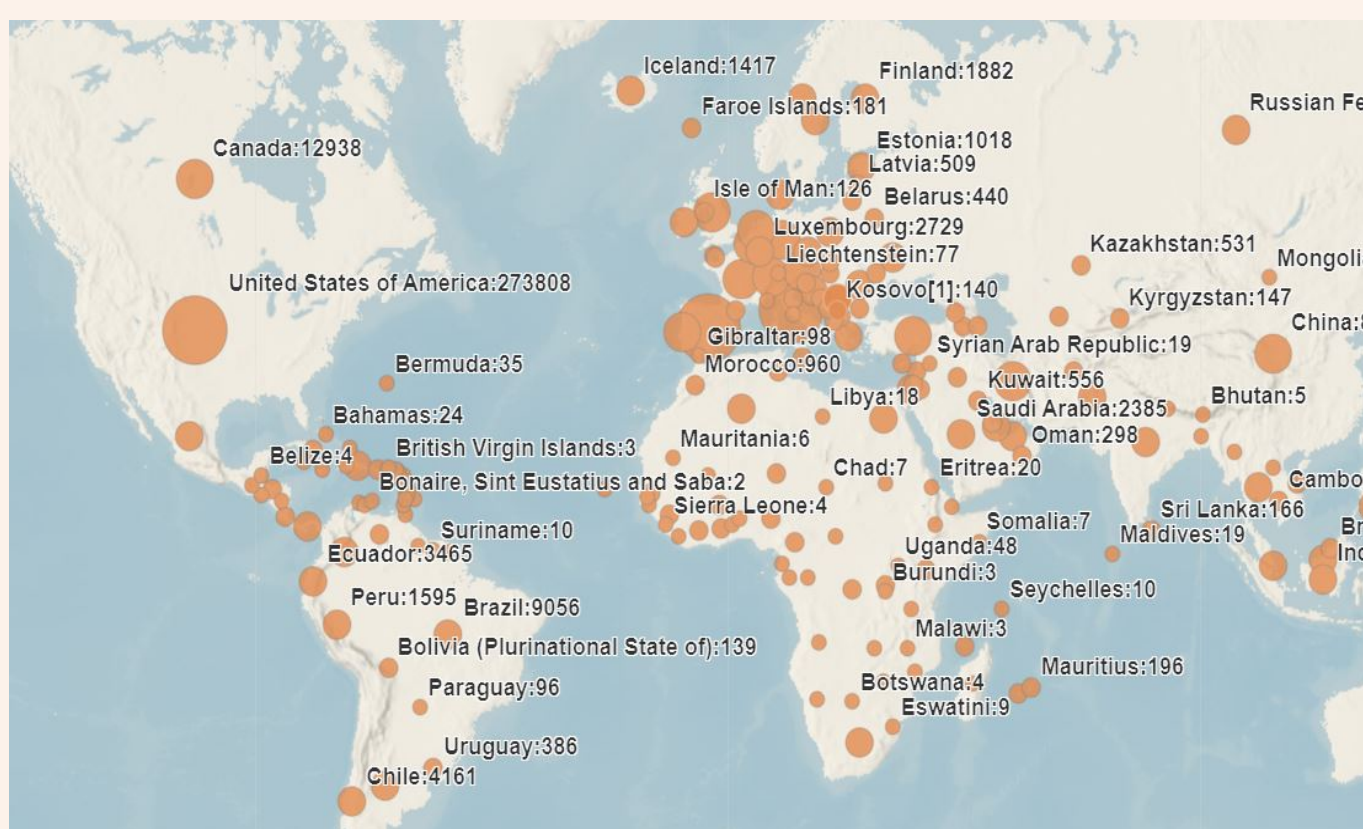 Iceland:1417
Finland:1882
Faroe Islands:181
Russian Fe
Estonia:1018
Canada:12938
Latvia:509
Isle of Man:126
Belarus:440
Luxembourg:2729
Kazakhstan:531
Liechtenstein:77
Mongoli
United States of America:273808
Kosovo[1]:140
Kyrgyzstan:147
China:
Gibraltar:98
Syrian Arab Republic:19
Bermuda:35
Morocco:960
Kuwait:556
Libya:18
Bhutan:5
Bahamas:24
Saudi Arabia:2385
Oman:298
Mauritania:6
British Virgin Islands:3
Belize:4
Chad:7
Eritrea:20
Bonaire, Sint Eustatius and Saba:2
Cambo
Sierra Leone:4
Sri Lanka:166
Somalia:7
Br
Suriname:10
Maldives:19
Uganda:48
Ecuador:3465
Ind
Burundi:3
Seychelles:10
Peru:1595
Brazil:9056
Malawi:3
Bolivia (Plurinational State of):139
Mauritius:196
Botswana:4
Paraguay:96
Eswatini:9
Uruguay:386
Chile:4161